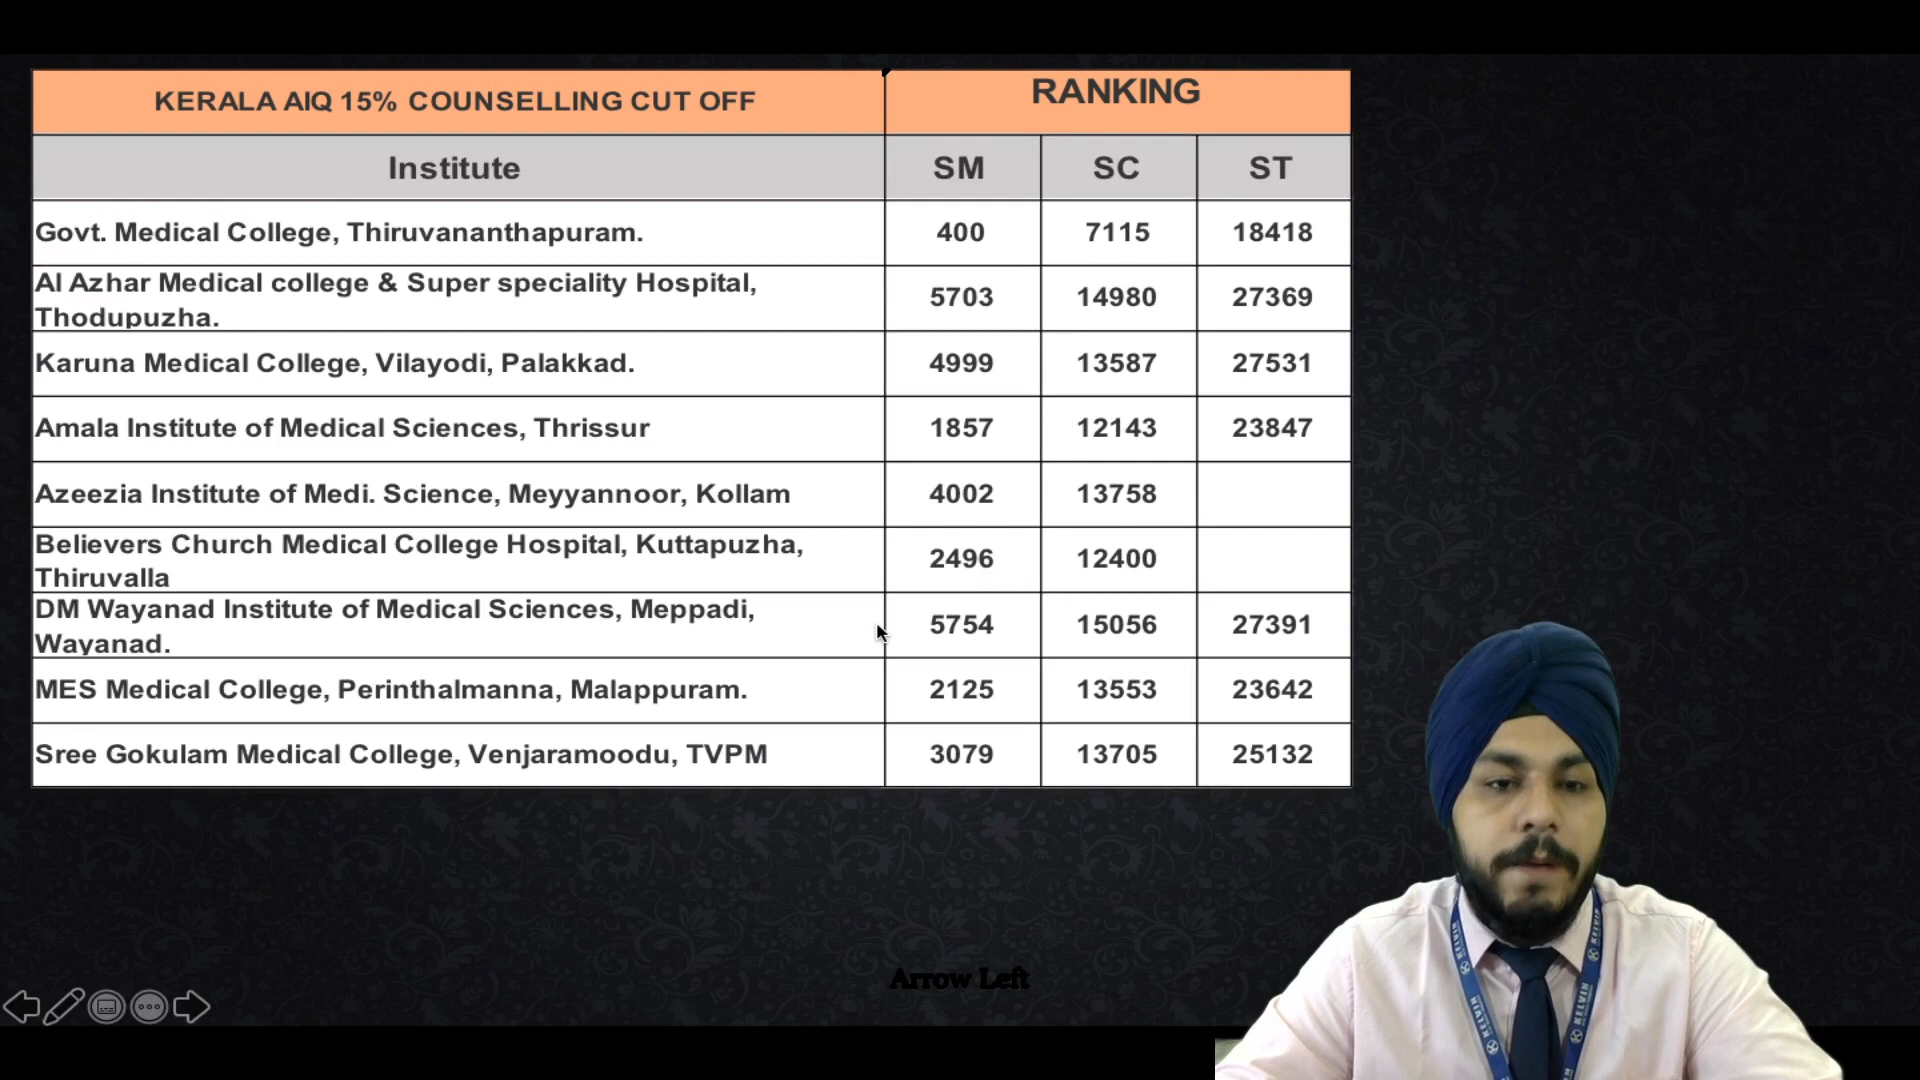 KERALA AIQ 15% COUNSELLING CUT OFF RANKING
Institute SM SC ST
Govt. Medical College, Thiruvananthapuram. 400 7115 18418
Al Azhar Medical college & Super speciality Hospital,
Thodupuzha. 5703 14980 27369
Karuna Medical College, Vilayodi, Palakkad. 4999 13587 27531
Amala Institute of Medical Sciences, Thrissur 1857 12143 23847
Azeezia Institute of Medi. Science, Meyyannoor, Kollam 4002 13758
Believers Church Medical College Hospital, Kuttapuzha,
Thiruvalla 2496 12400
DM Wayanad Institute of Medical Sciences, Meppadi,
Wayanad. 5754 15056 27391
MES Medical College, Perinthalmanna, Malappuram. 2125 13553 23642
Sree Gokulam Medical College, Venjaramoodu, TVPM 3079 13705 25132
Arrow Left
KELVIN
KELVIN
KELVIN
KELVIN